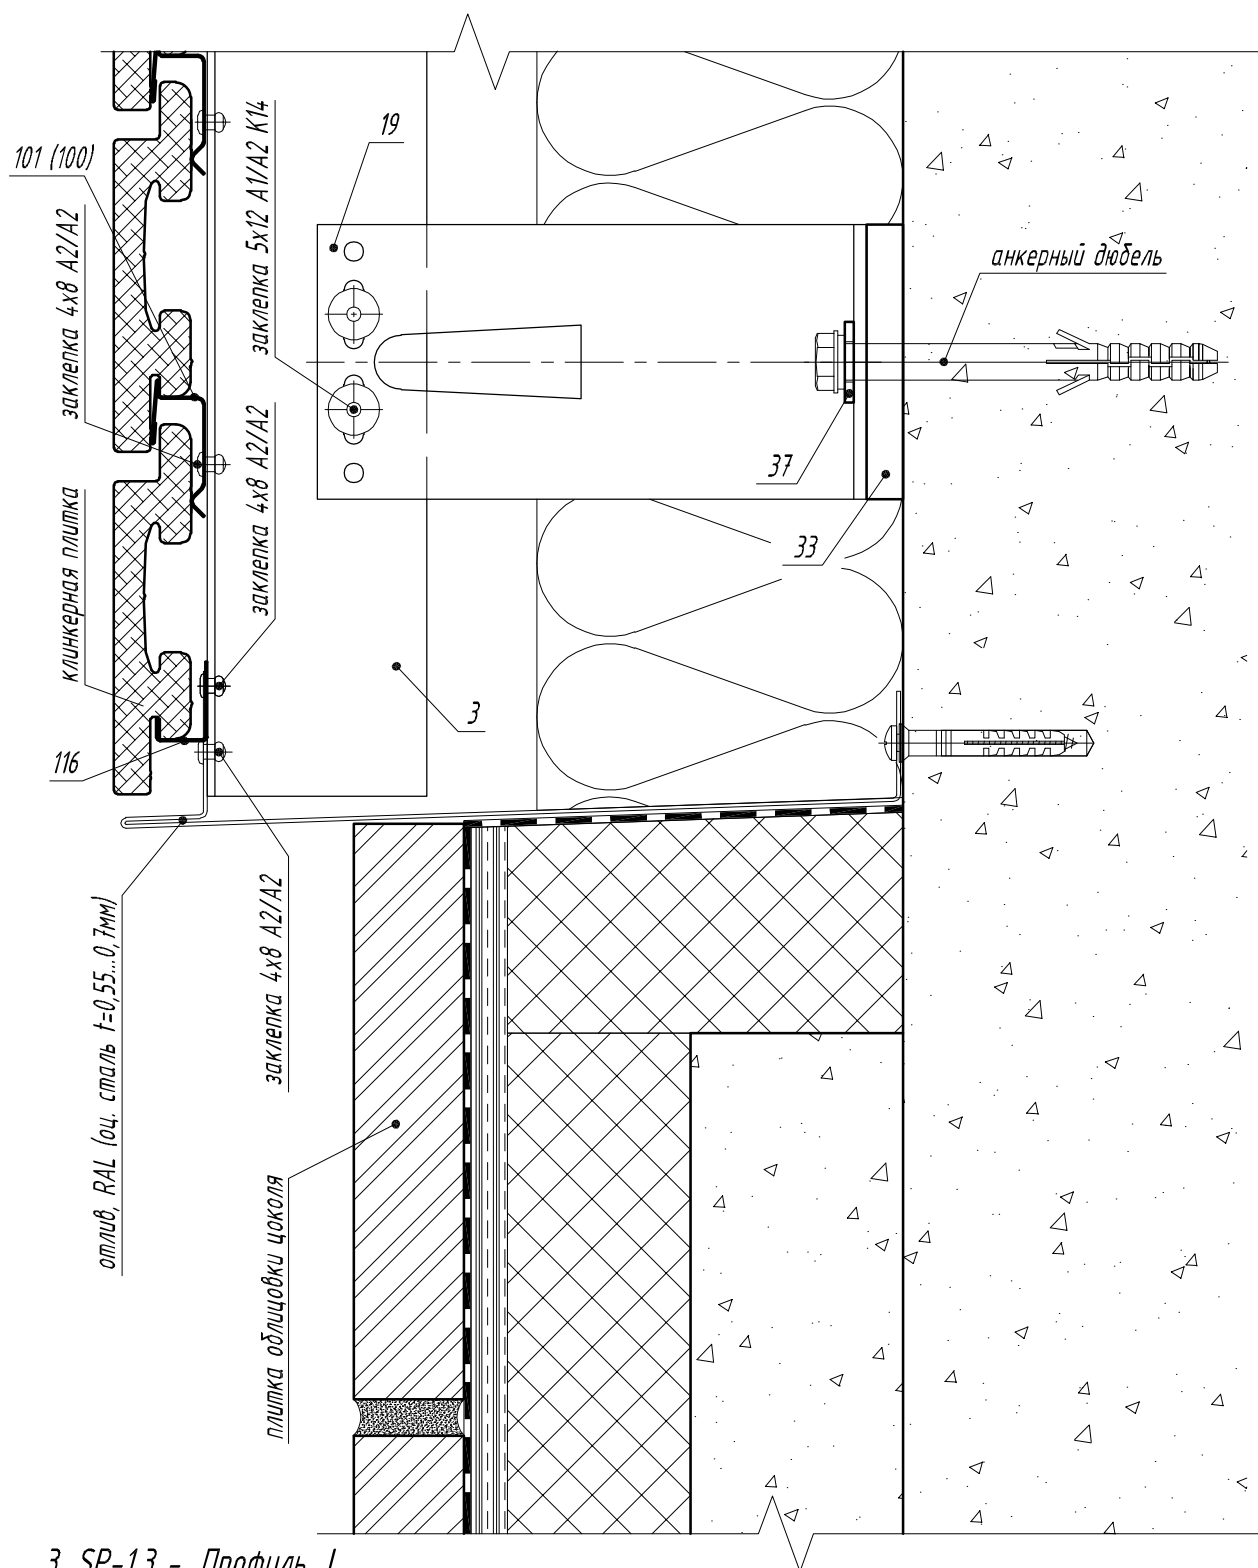 19
101 (100)
заклепка 5х12 А1/А2 К14
заклепка 4х8 А2/А2
анкерный дюбель
37
33
заклепка 4х8 А2/А2
клинкерная плитка
3
116
заклепка 4х8 А2/А2
отлив, RAL (оц. сталь t=0,55...0,7мм)
плитка облицовки цоколя
3 SP-13 - Профиль